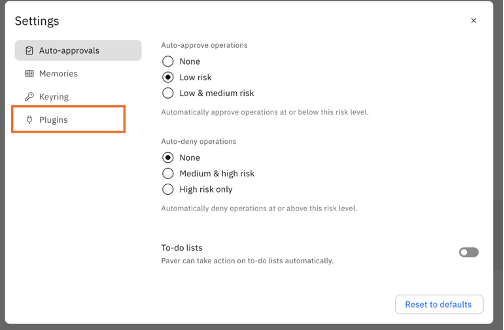 Settings
Auto-approvals
Memories
Keyring
Plugins
Auto-approve operations
None
Low risk
Low & medium risk
Automatically approve operations at or below this risk level.
Auto-deny operations
None
Medium & high risk
High risk only
Automatically deny operations at or above this risk level.
To-do lists
Paver can take action on to-do lists automatically.
Reset to defaults